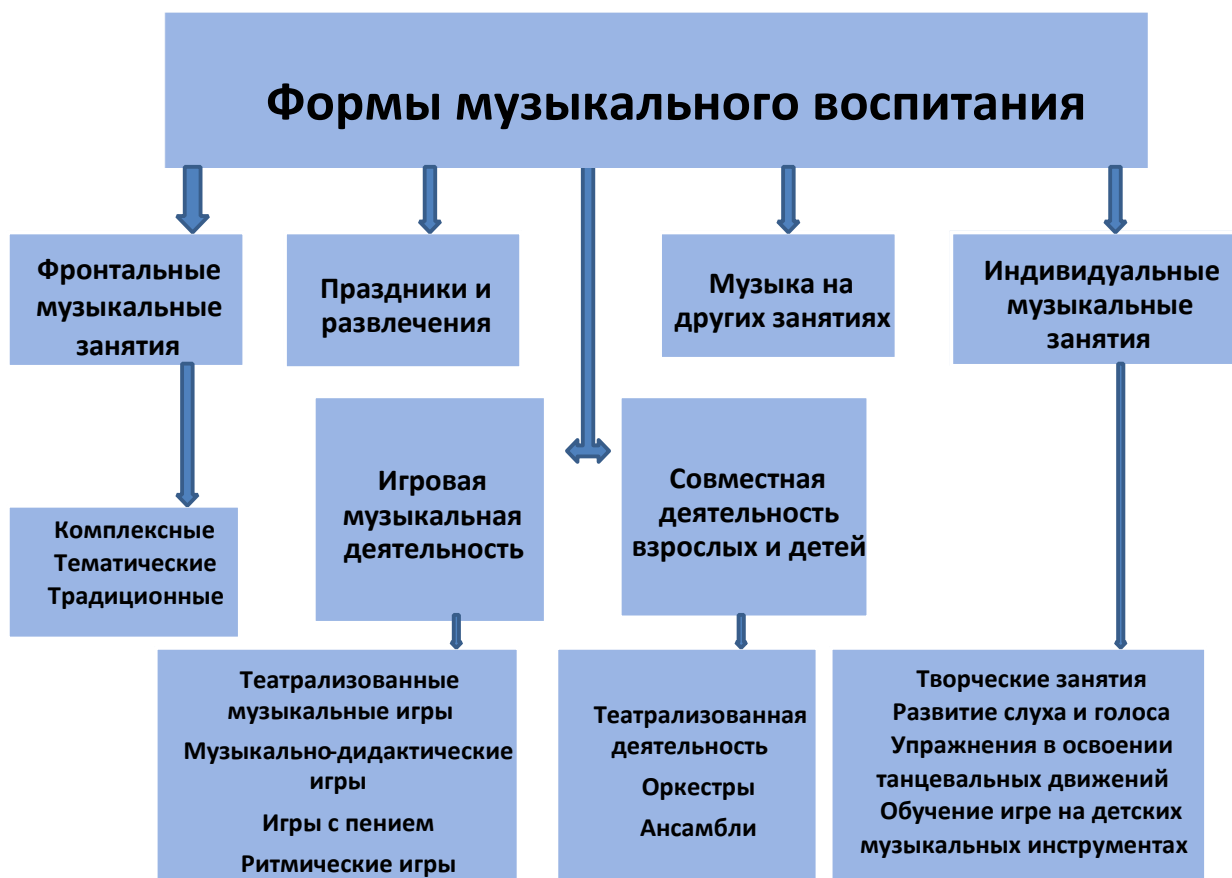 Формы музыкального воспитания
Фронтальные
музыкальные
занятия
Праздники и
развлечения
Музыка на
других занятиях
Индивидуальные
музыкальные
занятия
Игровая
музыкальная
деятельность
Совместная
деятельность
взрослых и детей
Комплексные
Тематические
Традиционные
Театрализованные
музыкальные игры
Музыкально-дидактические
игры
Игры с пением
Ритмические игры
Театрализованная
деятельность
Оркестры
Ансамбли
Творческие занятия
Развитие слуха и голоса
Упражнения в освоении
танцевальных движений
Обучение игре на детских
музыкальных инструментах